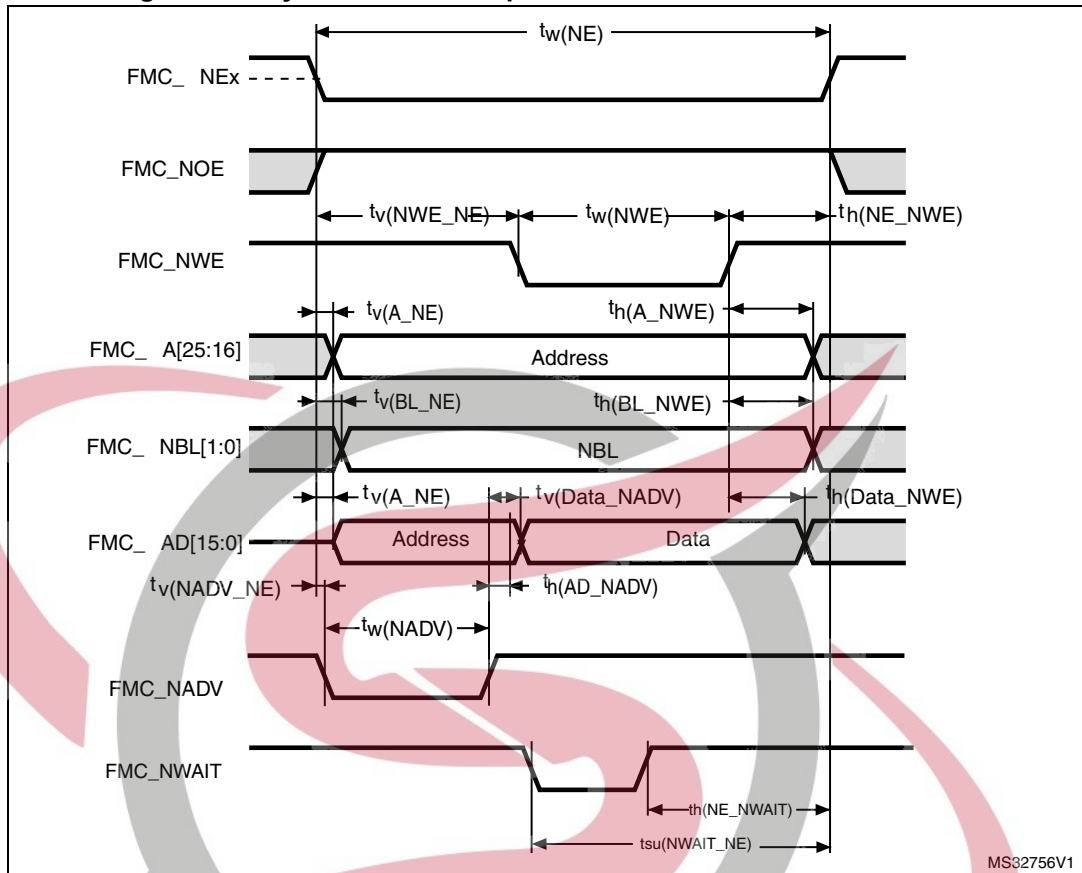 tw(NE)
FMC_ NEx
FMC_NOE
tv(NWE_NE)
tw(NWE)
th(NE_NWE)
FMC_NWE
tv(A_NE)
th(A_NWE)
FMC_ A[25:16]
Address
tv(BL_NE)
th(BL_NWE)
FMC_ NBL[1:0]
NBL
tv(A_NE)
tv(Data_NADV)
th(Data_NWE)
FMC_ AD[15:0]
Address
Data
tv(NADV_NE)
th(AD_NADV)
tw(NADV)
FMC_NADV
FMC_NWAIT
th(NE_NWAIT)
tsu(NWAIT_NE)
MS32756V1